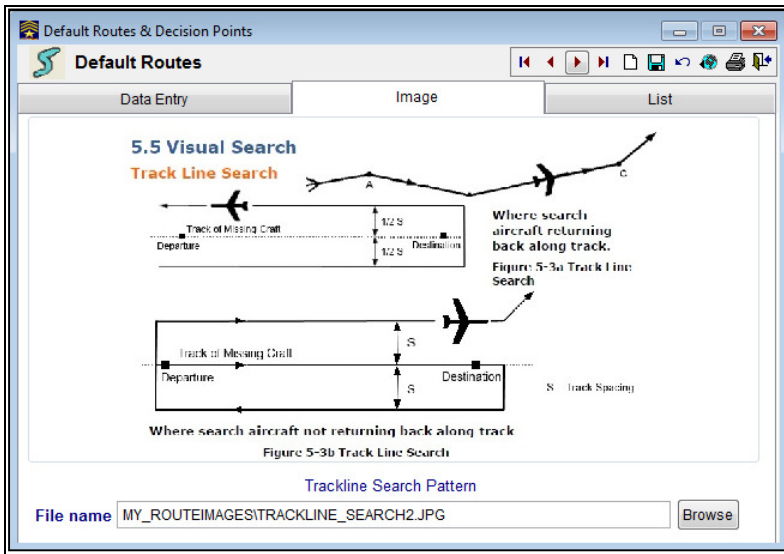 Default Routes & Decision Points
Default Routes
Data Entry
Image
List
5.5 Visual Search
Track Line Search
A
C
1/2 S
Track of Missing Craft
Departure
Destination
1/2 S
Where search
aircraft returning
back along track.
Figure 5-3a Track Line
Search
S
Track of Missing Craft
Departure
Destination
S
S Track Spacing
Where search aircraft not returning back along track
Figure 5-3b Track Line Search
Trackline Search Pattern
File name MY_ROUTEIMAGES\TRACKLINE_SEARCH2.JPG Browse